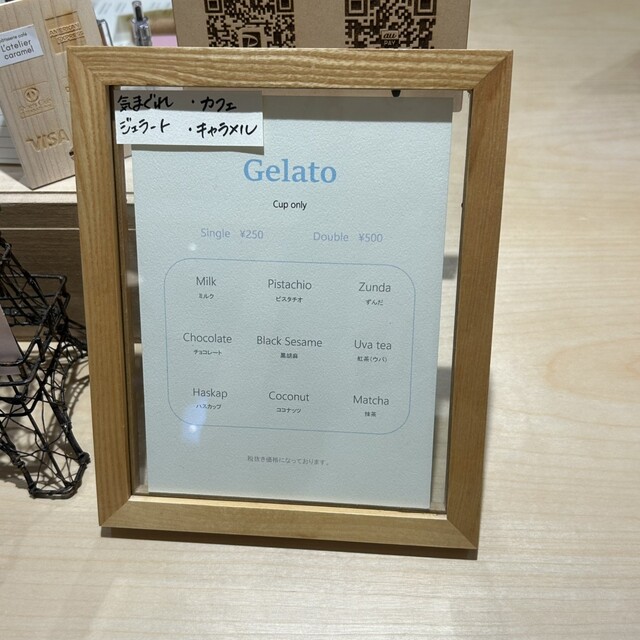 L'atelier
caramel
VISA
au
PAY
気まぐれ ・カフェ
ジェラート ・キャラメル
Gelato
Cup only
Single ¥250 Double ¥500
Milk Pistachio Zunda
ミルク ピスタチオ ずんだ
Chocolate Black Sesame Uva tea
チョコレート 黒胡麻 紅茶(ウバ)
Haskap Coconut Matcha
ハスカップ ココナッツ 抹茶
税抜き価格になっております。